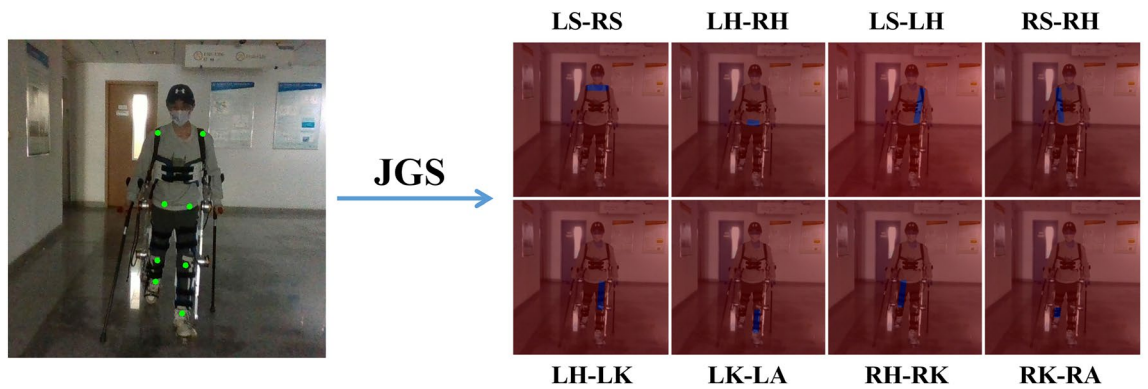 LS-RS LH-RH LS-LH RS-RH
JGS
LH-LK LK-LA RH-RK RK-RA